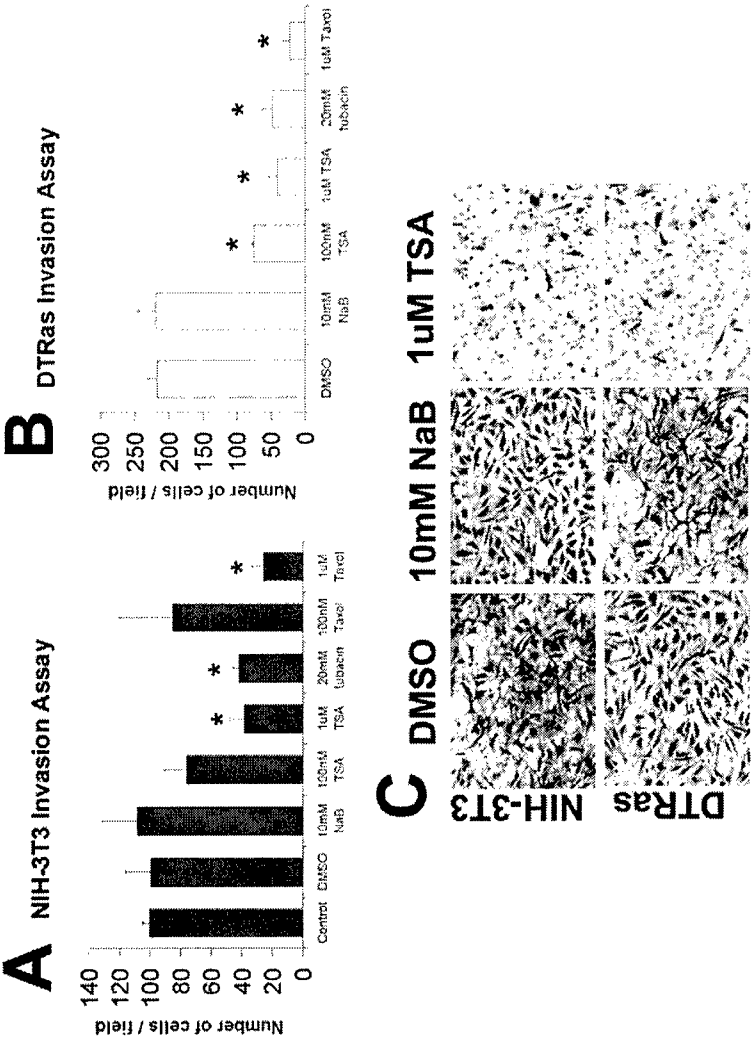 A NIH-3T3 Invasion Assay
Number of cells / field
140
120
100
80
60
40
20
0
Control
DMSO
10mM NaB
100nM TSA
1uM TSA
20mM tubacin
100nM Taxol
1uM Taxol
*
*
*
B DTRas Invasion Assay
Number of cells / field
300
250
200
150
100
50
0
DMSO
10mM NaB
100nM TSA
1uM TSA
20mM tubacin
1uM Taxol
*
*
*
*
C DMSO 10mM NaB 1uM TSA
NIH-3T3
DTRas